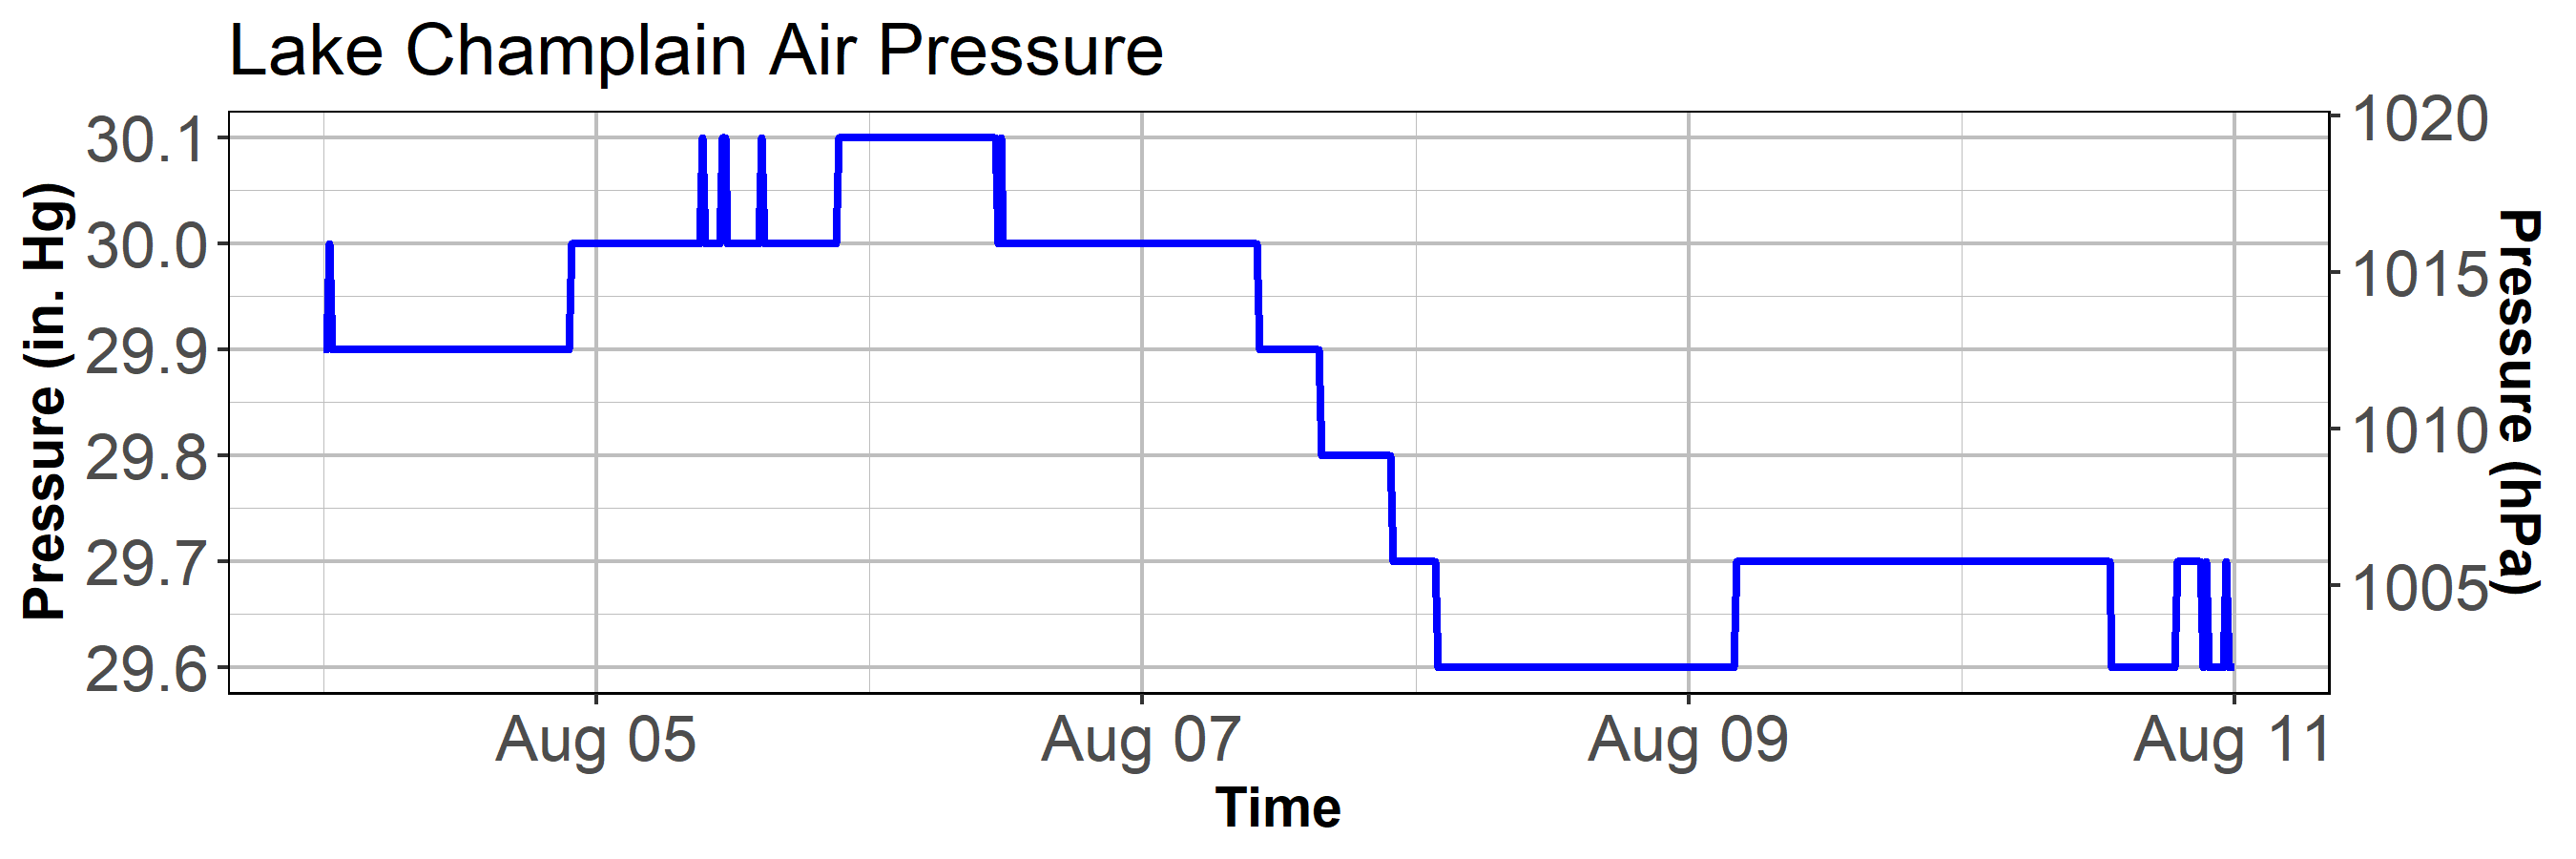 Lake Champlain Air Pressure
Pressure (in. Hg)
30.1
30.0
29.9
29.8
29.7
29.6
1020
1015
1010
1005
Pressure (hPa)
Aug 05 Aug 07 Aug 09 Aug 11
Time